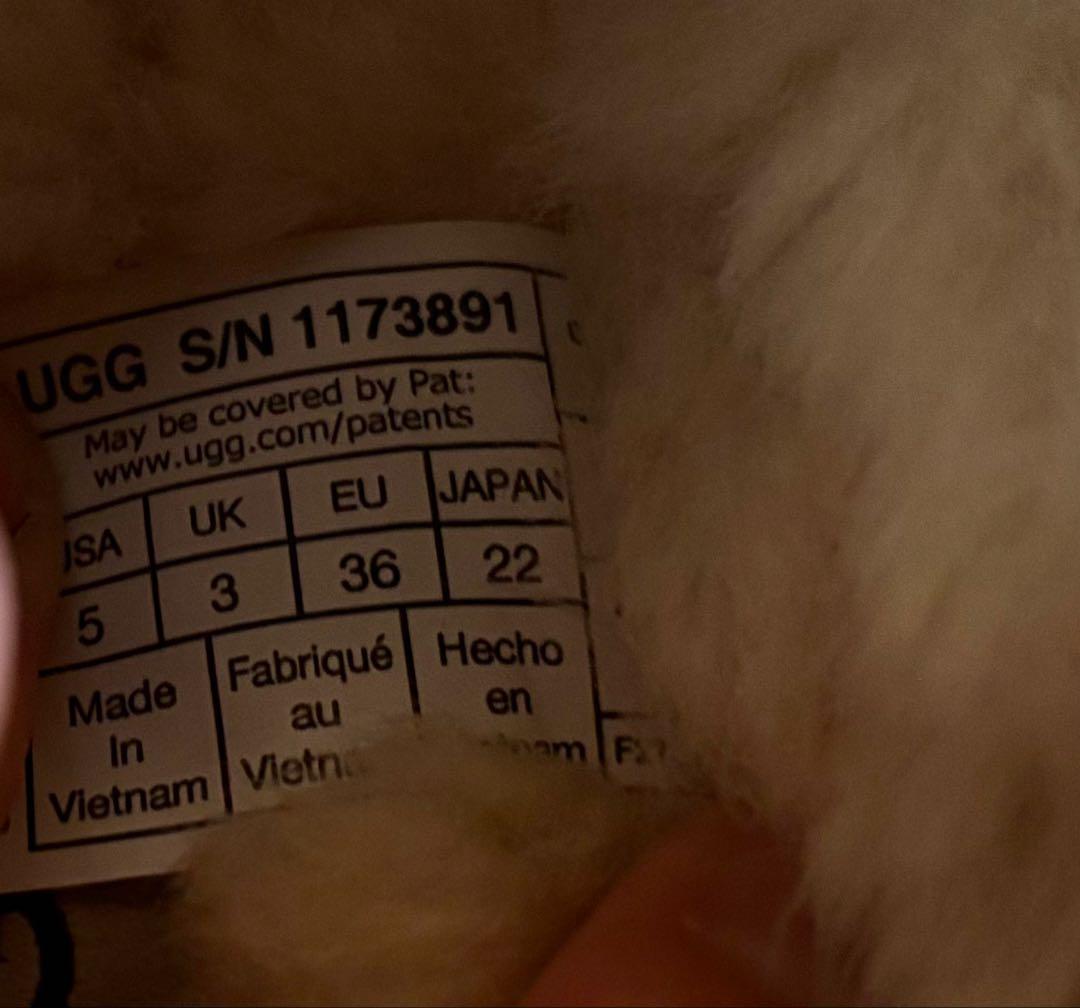 UGG S/N 1173891
May be covered by Pat:
www.ugg.com/patents
USA UK EU JAPAN
5 3 36 22
Made
In
Vietnam
Fabriqué
au
Hecho
en